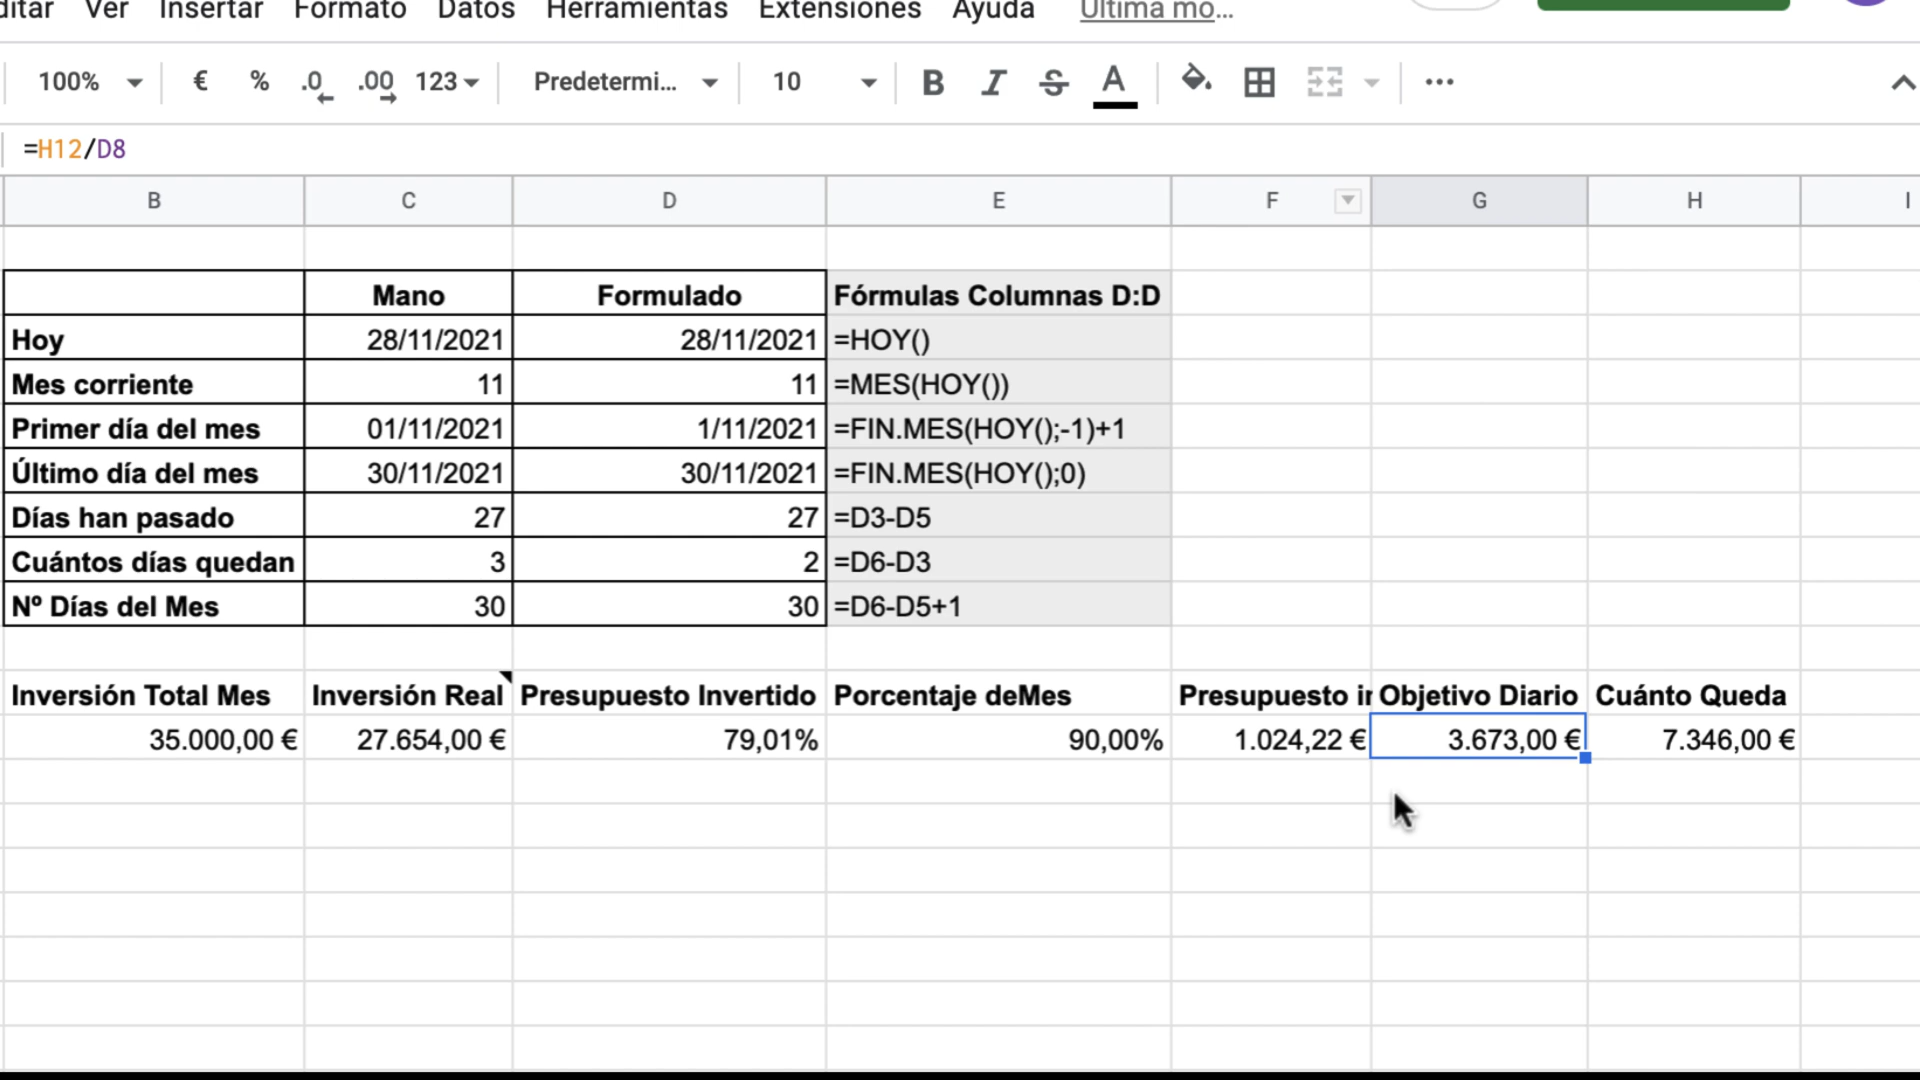 ditar Ver Insertar Formato Datos Herramientas Extensiones Ayuda Última mo...
100% € % .0 .00 123 Predetermi... 10 B I S A
=H12/D8
B C D E F G H I
Mano Formulado Fórmulas Columnas D:D
Hoy 28/11/2021 28/11/2021 =HOY()
Mes corriente 11 11 =MES(HOY())
Primer día del mes 01/11/2021 1/11/2021 =FIN.MES(HOY();-1)+1
Último día del mes 30/11/2021 30/11/2021 =FIN.MES(HOY();0)
Días han pasado 27 27 =D3-D5
Cuántos días quedan 3 2 =D6-D3
Nº Días del Mes 30 30 =D6-D5+1
Inversión Total Mes Inversión Real Presupuesto Invertido Porcentaje deMes Presupuesto ir Objetivo Diario Cuánto Queda
35.000,00 € 27.654,00 € 79,01% 90,00% 1.024,22 € 3.673,00 € 7.346,00 €